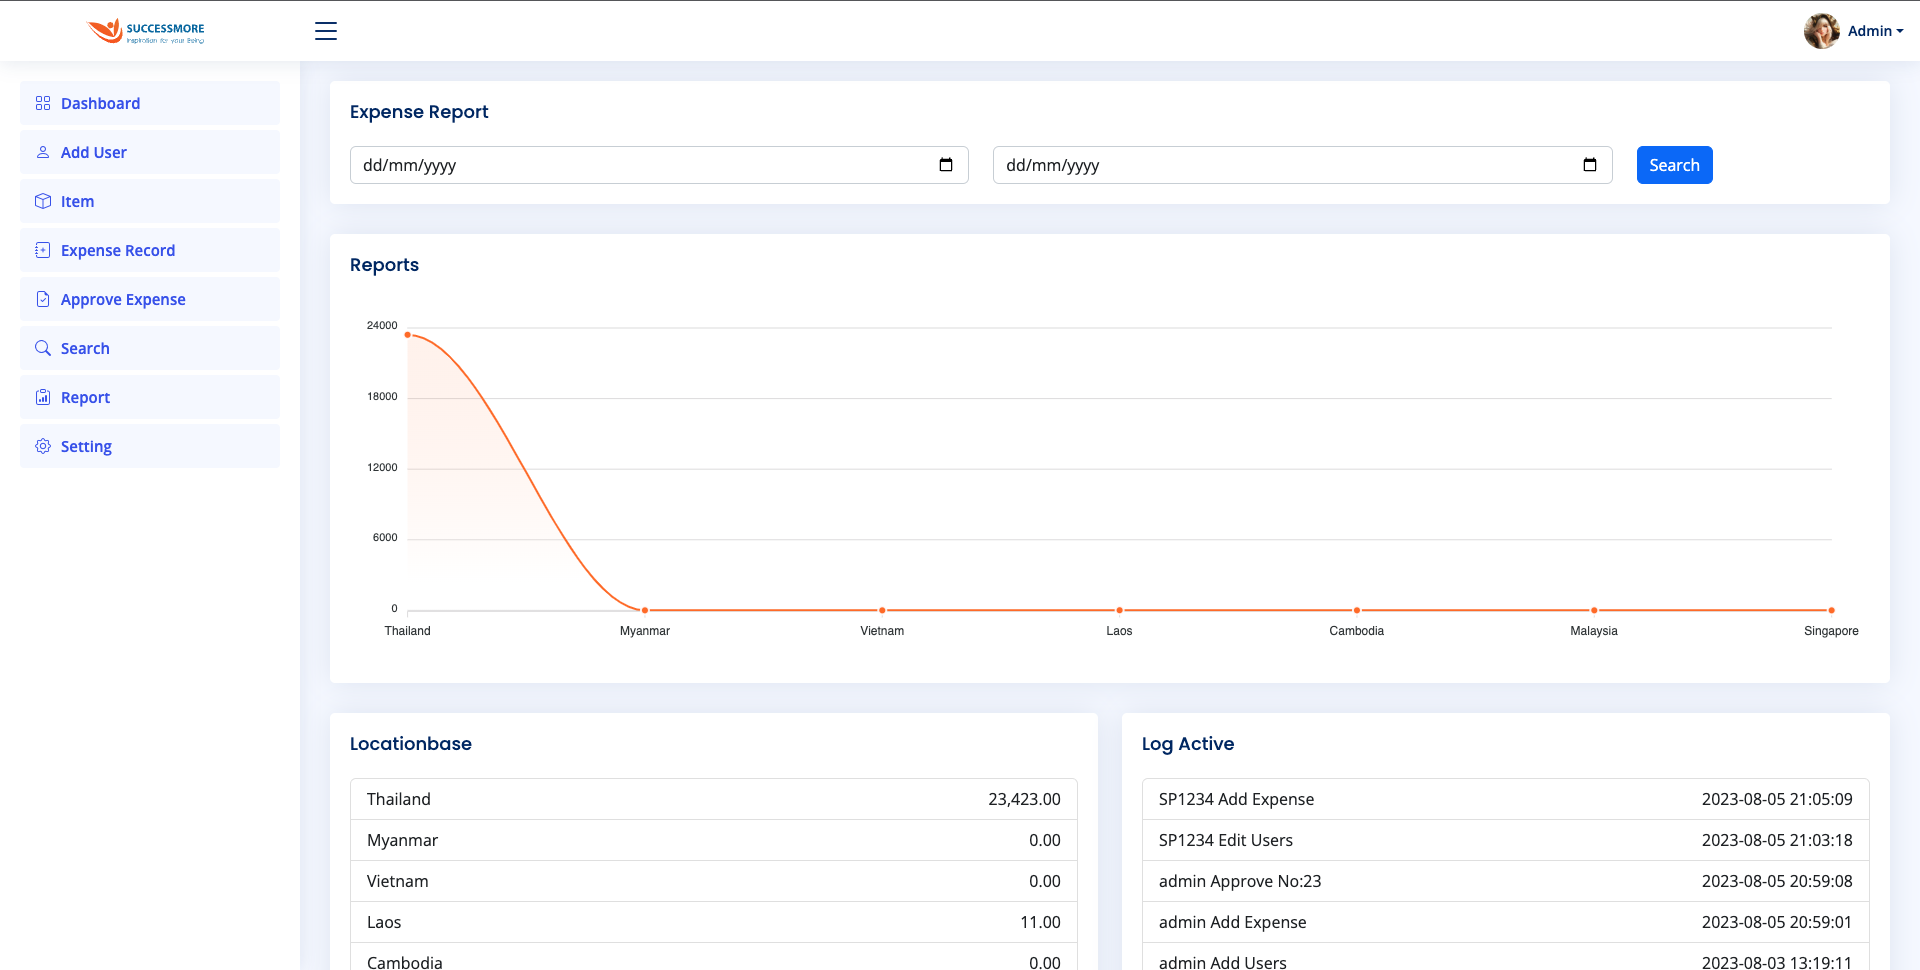 SUCCESSMORE
Inspiration for your Being
Admin
Dashboard
Add User
Item
Expense Record
Approve Expense
Search
Report
Setting
Expense Report
dd/mm/yyyy
dd/mm/yyyy
Search
Reports
24000
18000
12000
6000
0
Thailand
Myanmar
Vietnam
Laos
Cambodia
Malaysia
Singapore
Locationbase
Thailand 23,423.00
Myanmar 0.00
Vietnam 0.00
Laos 11.00
Cambodia 0.00
Log Active
SP1234 Add Expense 2023-08-05 21:05:09
SP1234 Edit Users 2023-08-05 21:03:18
admin Approve No:23 2023-08-05 20:59:08
admin Add Expense 2023-08-05 20:59:01
admin Add Users 2023-08-03 13:19:11